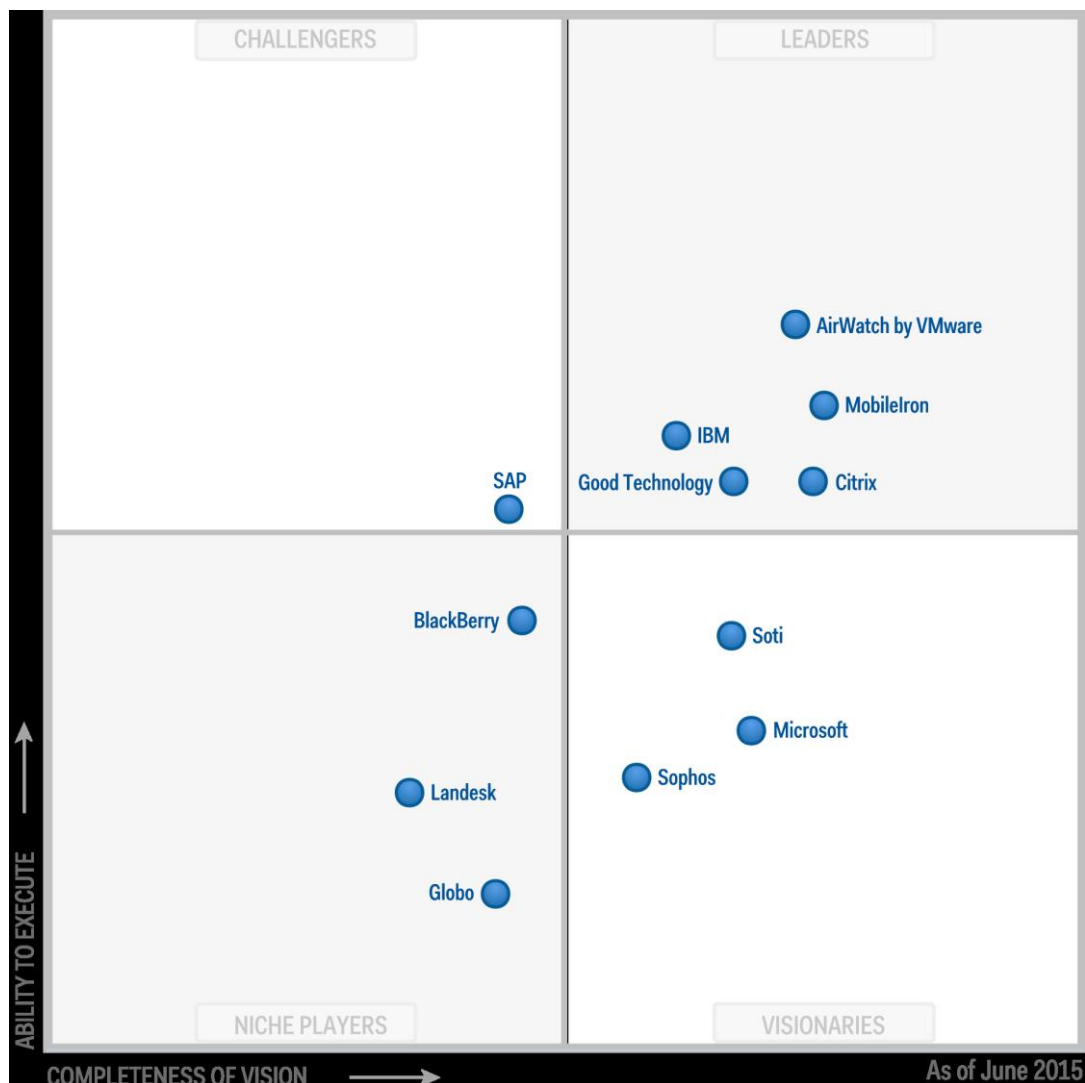 CHALLENGERS
LEADERS
AirWatch by VMware
MobileIron
IBM
SAP
Good Technology
Citrix
BlackBerry
Soti
Microsoft
Sophos
Landesk
Globo
ABILITY TO EXECUTE
NICHE PLAYERS
VISIONARIES
COMPLETENESS OF VISION
As of June 2015